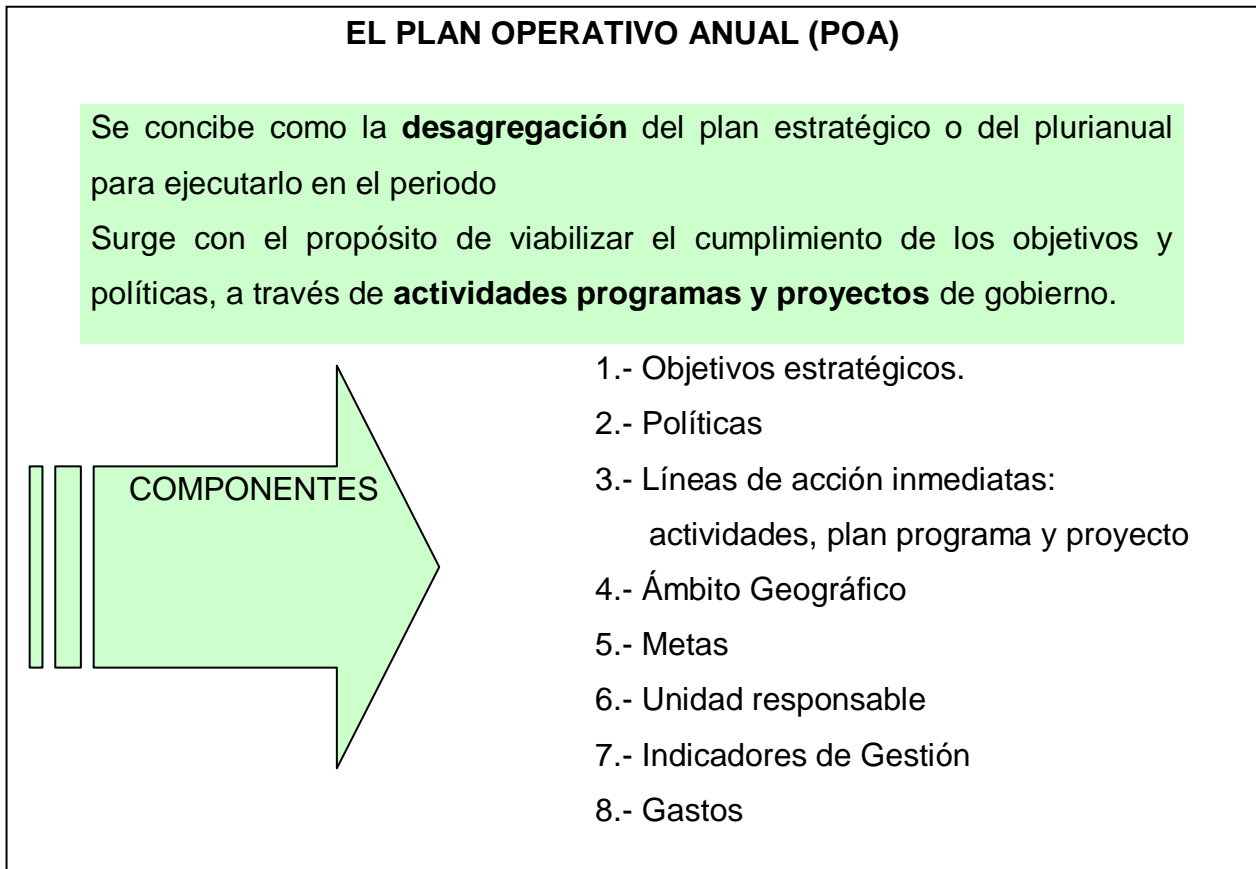 EL PLAN OPERATIVO ANUAL (POA)
Se concibe como la desagregación del plan estratégico o del plurianual
para ejecutarlo en el periodo
Surge con el propósito de viabilizar el cumplimiento de los objetivos y
políticas, a través de actividades programas y proyectos de gobierno.
COMPONENTES
1.- Objetivos estratégicos.
2.- Políticas
3.- Líneas de acción inmediatas:
actividades, plan programa y proyecto
4.- Ámbito Geográfico
5.- Metas
6.- Unidad responsable
7.- Indicadores de Gestión
8.- Gastos